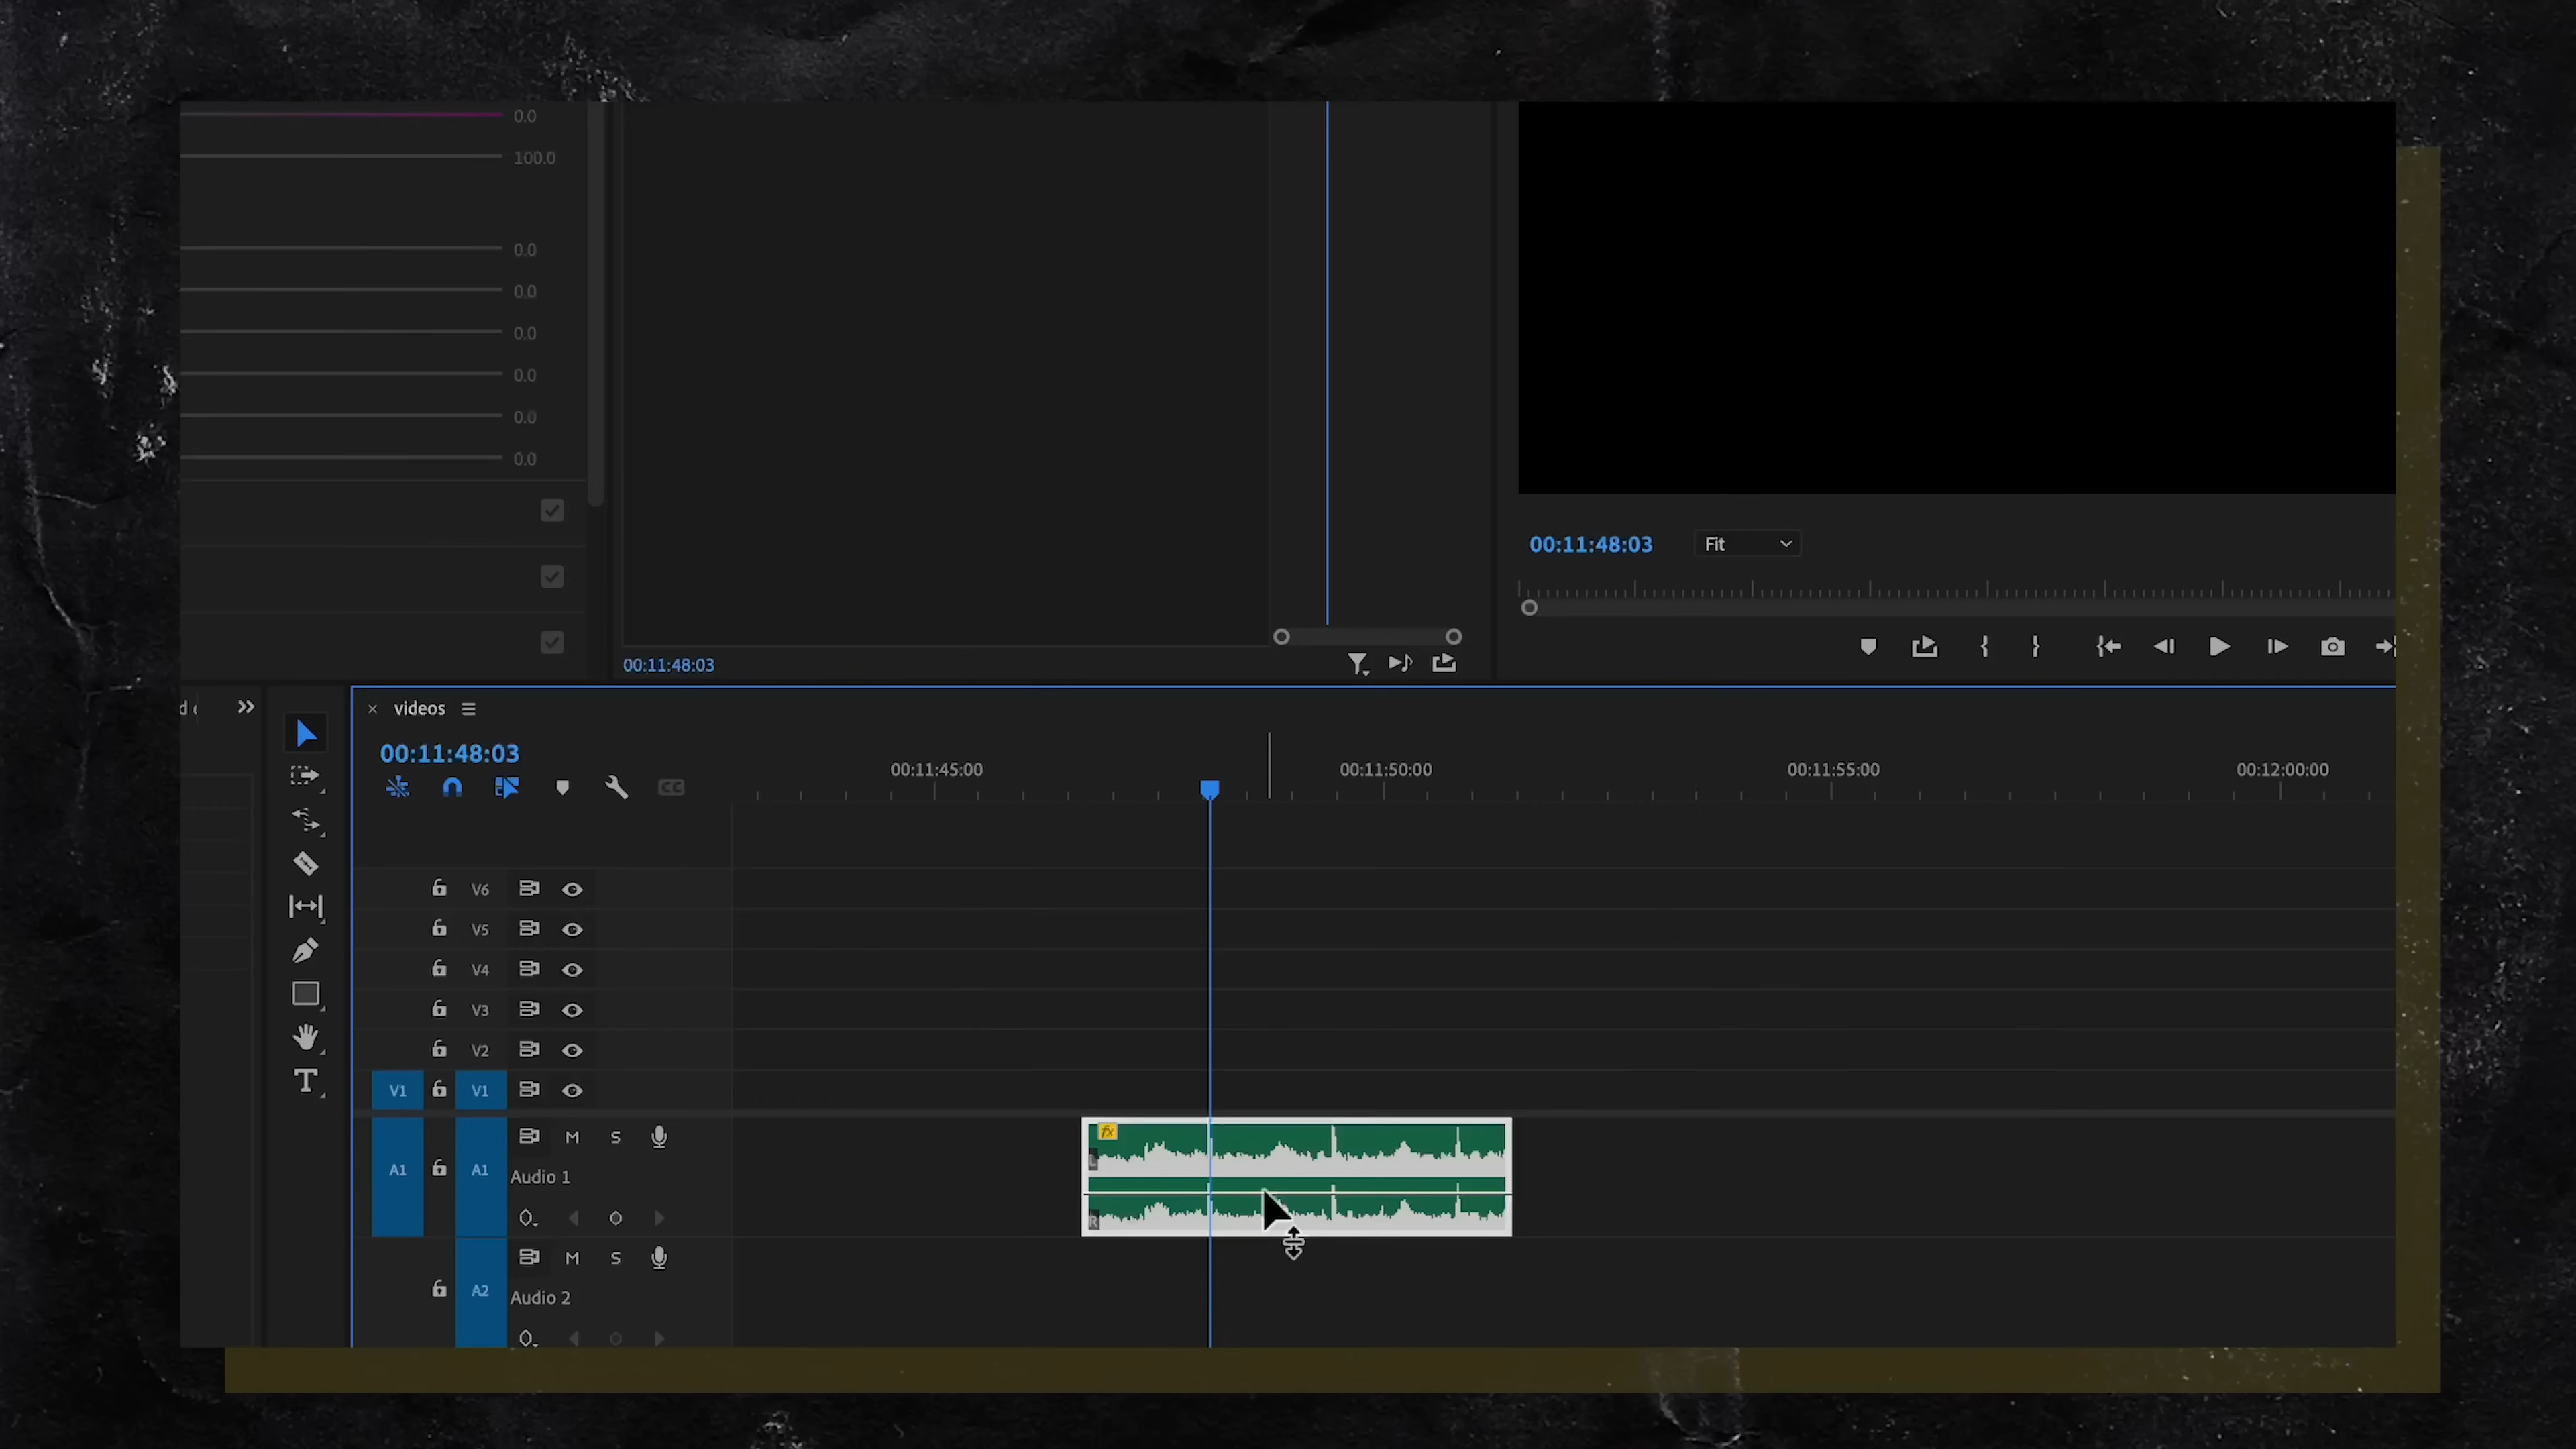 0.0
100.0
0.0
0.0
0.0
0.0
0.0
0.0
00:11:48:03
Fit
00:11:48:03
videos
00:11:48:03
00:11:45:00
00:11:50:00
00:11:55:00
00:12:00:00
CC
V6
V5
V4
V3
V2
V1 V1
fx
L
R
A1 A1 M S
Audio 1
A2 M S
Audio 2
T